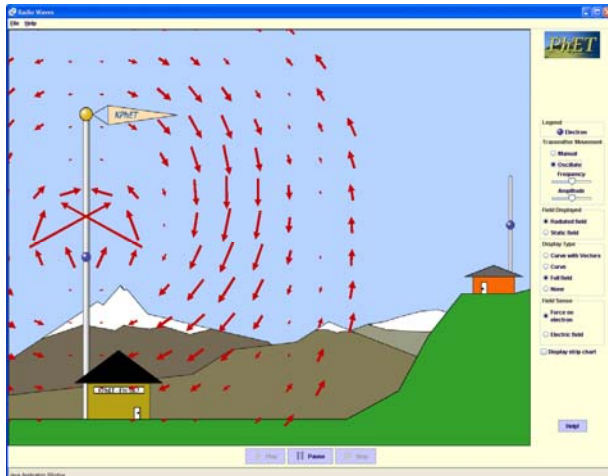 Radio Waves
File Help
PhET
KPhET
Legend
Electron
Transmitter Movement
Manual
Oscillate
Frequency
Amplitude
Field Displayed
Radiated field
Static field
Display Type
Curve with Vectors
Curve
Full field
None
Field Sense
Force on
electron
Electric field
Display strip chart
Help!
Play Pause Step